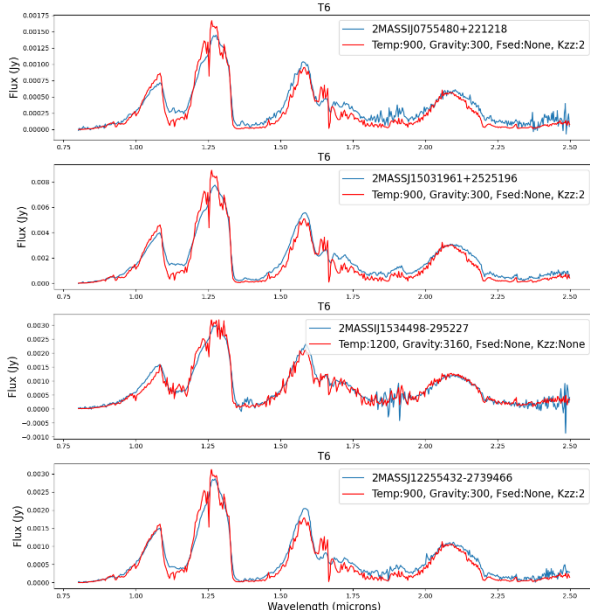 T6
Flux (Jy)
0.00175
0.00150
0.00125
0.00100
0.00075
0.00050
0.00025
0.00000
2MASSIJ0755480+221218
Temp:900, Gravity:300, Fsed:None, Kzz:2
0.75 1.00 1.25 1.50 1.75 2.00 2.25 2.50
T6
Flux (Jy)
0.008
0.006
0.004
0.002
0.000
2MASSJ15031961+2525196
Temp:900, Gravity:300, Fsed:None, Kzz:2
0.75 1.00 1.25 1.50 1.75 2.00 2.25 2.50
T6
Flux (Jy)
0.0030
0.0025
0.0020
0.0015
0.0010
0.0005
0.0000
−0.0005
−0.0010
2MASSIJ1534498-295227
Temp:1200, Gravity:3160, Fsed:None, Kzz:None
0.75 1.00 1.25 1.50 1.75 2.00 2.25 2.50
T6
Flux (Jy)
0.0030
0.0025
0.0020
0.0015
0.0010
0.0005
0.0000
2MASSJ12255432-2739466
Temp:900, Gravity:300, Fsed:None, Kzz:2
0.75 1.00 1.25 1.50 1.75 2.00 2.25 2.50
Wavelength (microns)